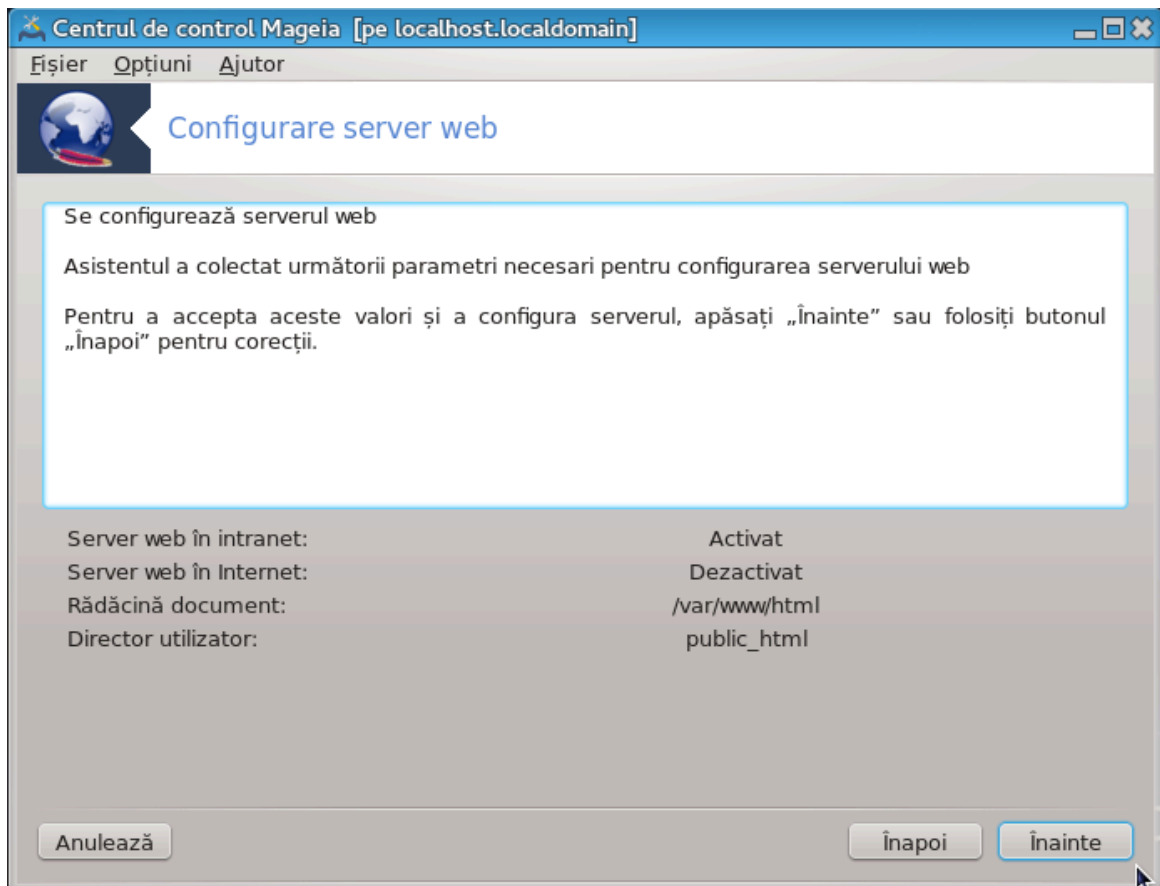 Centrul de control Mageia [pe localhost.localdomain]
Fișier Opțiuni Ajutor
Configurare server web
Se configurează serverul web
Asistentul a colectat următorii parametri necesari pentru configurarea serverului web
Pentru a accepta aceste valori și a configura serverul, apăsați „Înainte” sau folosiți butonul
„Înapoi” pentru corecții.
Server web în intranet: Activat
Server web în Internet: Dezactivat
Rădăcină document: /var/www/html
Director utilizator: public_html
Anulează Înapoi Înainte